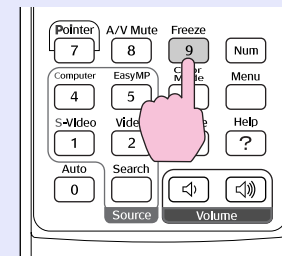 Pointer A/V Mute Freeze
7 8 9 Num
Computer EasyMP Mode Menu
4 5
S-Video Help
1 2 ?
Auto Search
0
Source Volume